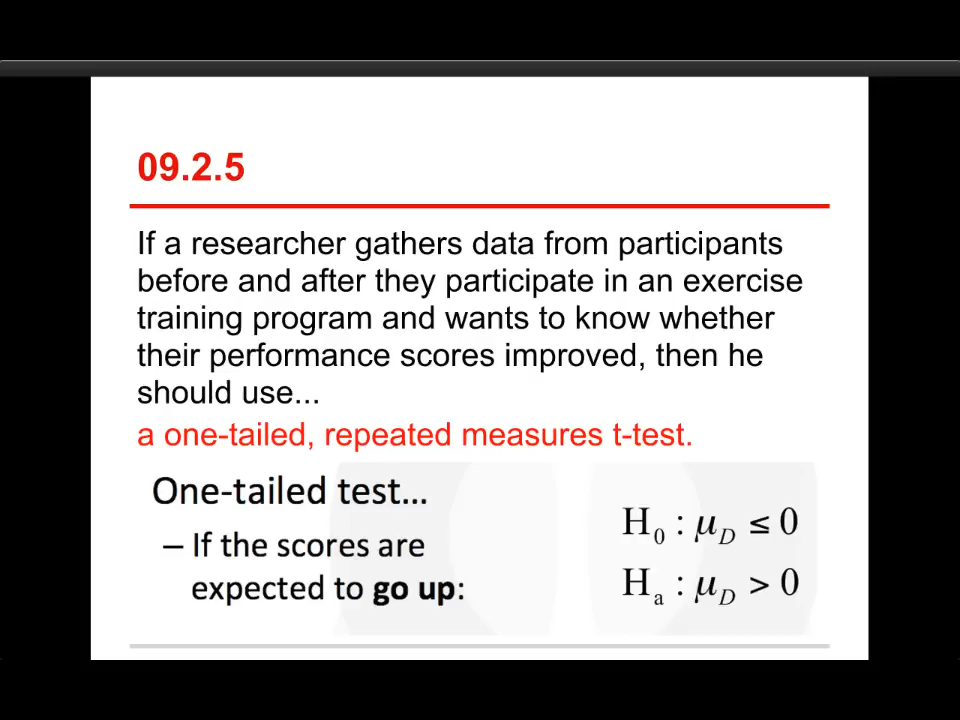 09.2.5
If a researcher gathers data from participants
before and after they participate in an exercise
training program and wants to know whether
their performance scores improved, then he
should use...
a one-tailed, repeated measures t-test.
One-tailed test...
– If the scores are
expected to go up:
H₀ : μ_D ≤ 0
Hₐ : μ_D > 0